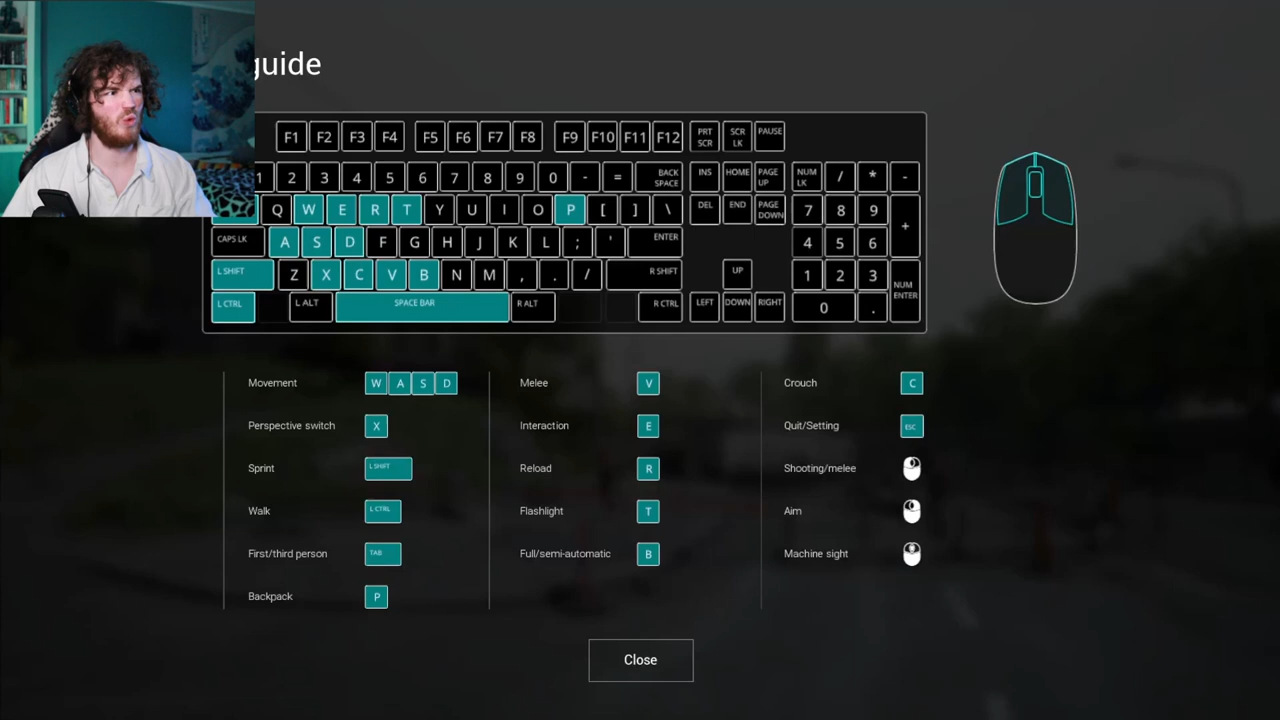 guide
F1 F2 F3 F4 F5 F6 F7 F8 F9 F10 F11 F12 PRT SCR SCR LK PAUSE
1 2 3 4 5 6 7 8 9 0 - = BACK SPACE INS HOME PAGE UP NUM LK / * -
Q W E R T Y U I O P [ ] \ DEL END PAGE DOWN 7 8 9 +
CAPS LK A S D F G H J K L ; ' ENTER 4 5 6
L SHIFT Z X C V B N M , . / R SHIFT UP 1 2 3 NUM ENTER
L CTRL L ALT SPACE BAR R ALT R CTRL LEFT DOWN RIGHT 0 .
Movement W A S D
Perspective switch X
Sprint L SHIFT
Walk L CTRL
First/third person TAB
Backpack P
Melee V
Interaction E
Reload R
Flashlight T
Full/semi-automatic B
Crouch C
Quit/Setting ESC
Shooting/melee
Aim
Machine sight
Close